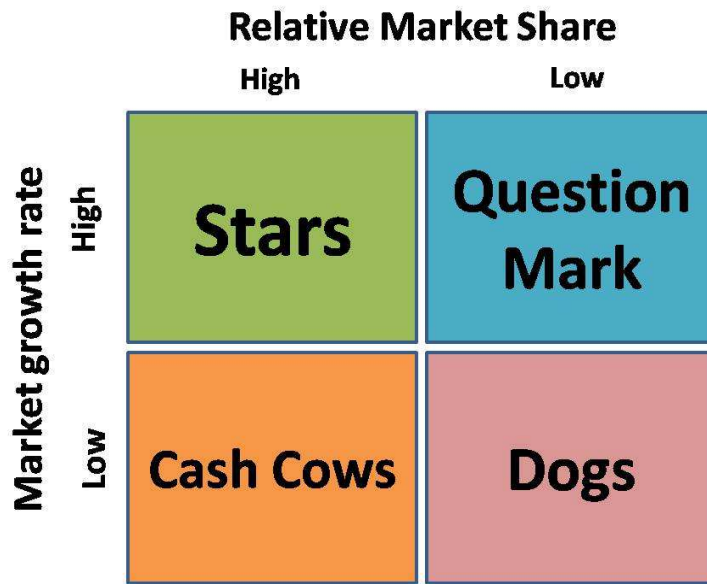 Relative Market Share
High Low
Market growth rate
High
Stars
Question
Mark
Low
Cash Cows
Dogs